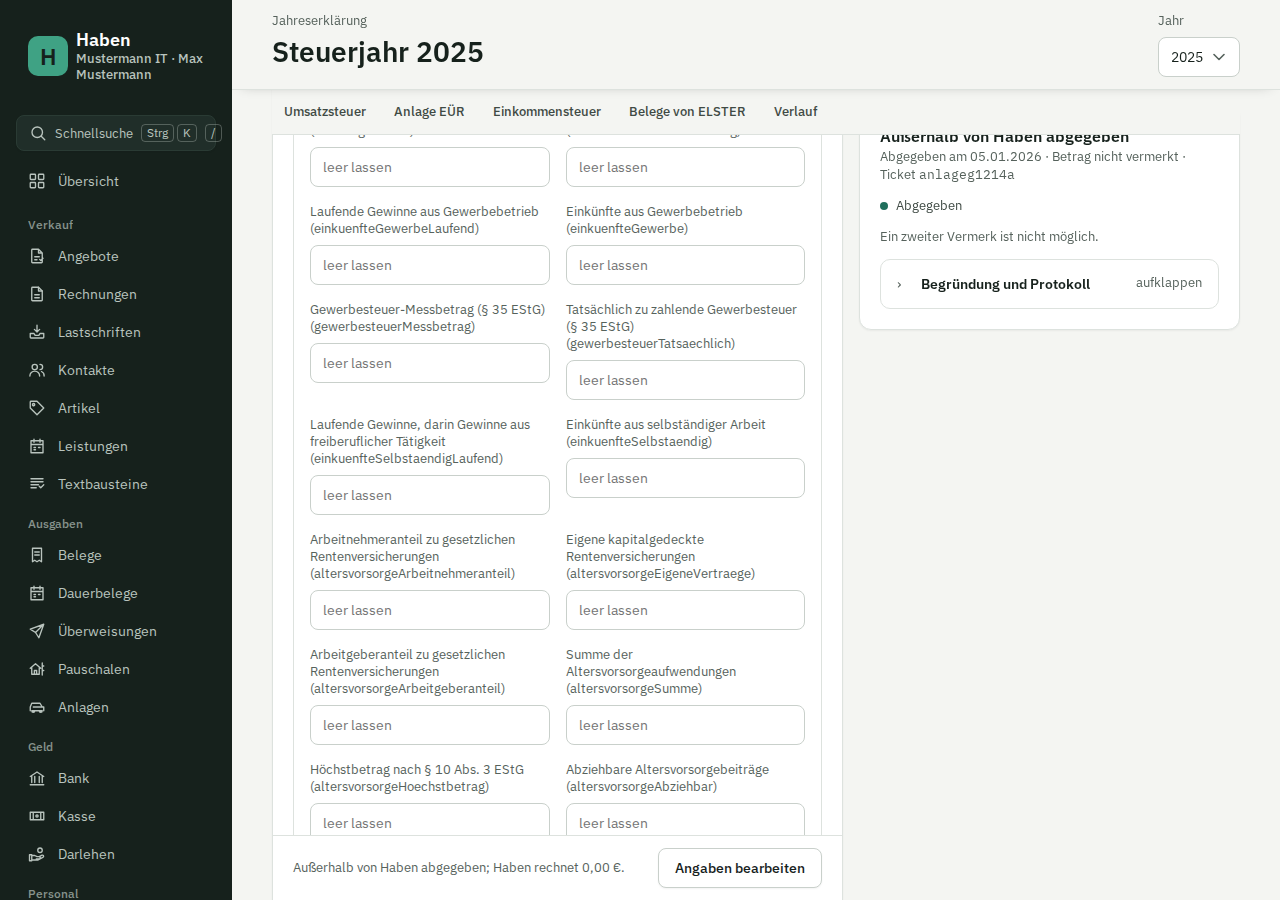 H
Haben
Mustermann IT · Max
Mustermann
Schnellsuche Strg K /
Übersicht
Verkauf
Angebote
Rechnungen
Lastschriften
Kontakte
Artikel
Leistungen
Textbausteine
Ausgaben
Belege
Dauerbelege
Überweisungen
Pauschalen
Anlagen
Geld
Bank
Kasse
Darlehen
Personal
Jahreserklärung
Steuerjahr 2025
Jahr
2025
Umsatzsteuer Anlage EÜR Einkommensteuer Belege von ELSTER Verlauf
leer lassen
leer lassen
Laufende Gewinne aus Gewerbebetrieb
(einkuenfteGewerbeLaufend)
leer lassen
Einkünfte aus Gewerbebetrieb
(einkuenfteGewerbe)
leer lassen
Gewerbesteuer-Messbetrag (§ 35 EStG)
(gewerbesteuerMessbetrag)
leer lassen
Tatsächlich zu zahlende Gewerbesteuer
(§ 35 EStG)
(gewerbesteuerTatsaechlich)
leer lassen
Laufende Gewinne, darin Gewinne aus
freiberuflicher Tätigkeit
(einkuenfteSelbstaendigLaufend)
leer lassen
Einkünfte aus selbständiger Arbeit
(einkuenfteSelbstaendig)
leer lassen
Arbeitnehmeranteil zu gesetzlichen
Rentenversicherungen
(altersvorsorgeArbeitnehmeranteil)
leer lassen
Eigene kapitalgedeckte
Rentenversicherungen
(altersvorsorgeEigeneVertraege)
leer lassen
Arbeitgeberanteil zu gesetzlichen
Rentenversicherungen
(altersvorsorgeArbeitgeberanteil)
leer lassen
Summe der
Altersvorsorgeaufwendungen
(altersvorsorgeSumme)
leer lassen
Höchstbetrag nach § 10 Abs. 3 EStG
(altersvorsorgeHoechstbetrag)
leer lassen
Abziehbare Altersvorsorgebeiträge
(altersvorsorgeAbziehbar)
leer lassen
Außerhalb von Haben abgegeben; Haben rechnet 0,00 €.
Angaben bearbeiten
Außerhalb von Haben abgegeben
Abgegeben am 05.01.2026 · Betrag nicht vermerkt ·
Ticket anlageg1214a
Abgegeben
Ein zweiter Vermerk ist nicht möglich.
› Begründung und Protokoll aufklappen